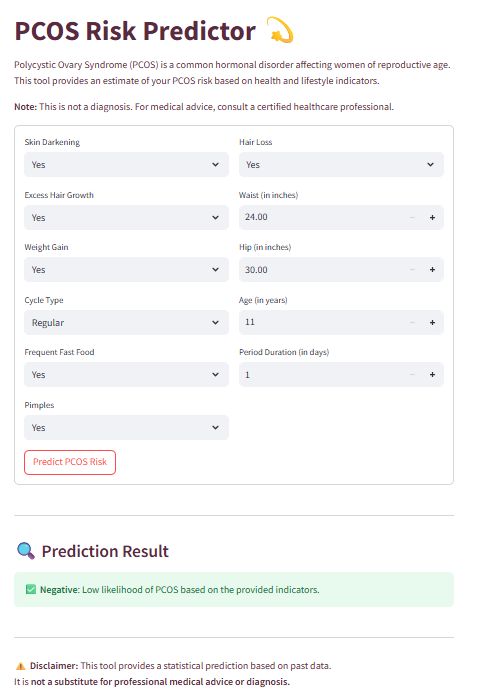 PCOS Risk Predictor
Polycystic Ovary Syndrome (PCOS) is a common hormonal disorder affecting women of reproductive age.
This tool provides an estimate of your PCOS risk based on health and lifestyle indicators.
Note: This is not a diagnosis. For medical advice, consult a certified healthcare professional.
Skin Darkening
Yes
Hair Loss
Yes
Excess Hair Growth
Yes
Waist (in inches)
24.00
Weight Gain
Yes
Hip (in inches)
30.00
Cycle Type
Regular
Age (in years)
11
Frequent Fast Food
Yes
Period Duration (in days)
1
Pimples
Yes
Predict PCOS Risk
Prediction Result
Negative: Low likelihood of PCOS based on the provided indicators.
Disclaimer: This tool provides a statistical prediction based on past data.
It is not a substitute for professional medical advice or diagnosis.